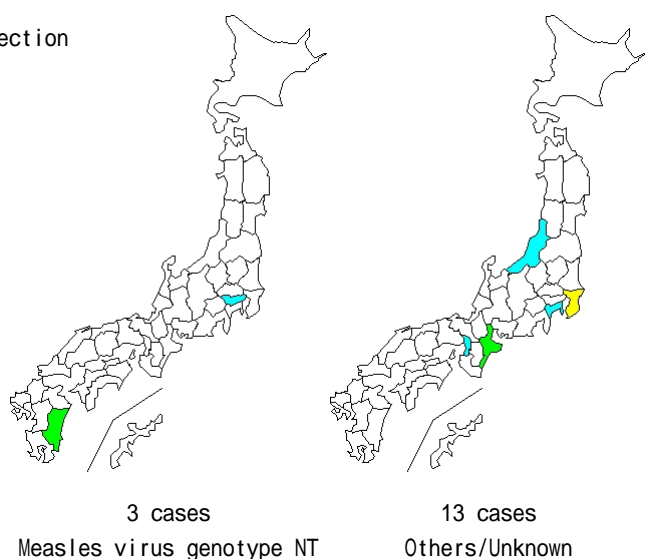 ection
3 cases
13 cases
Measles virus genotype NT
Others/Unknown